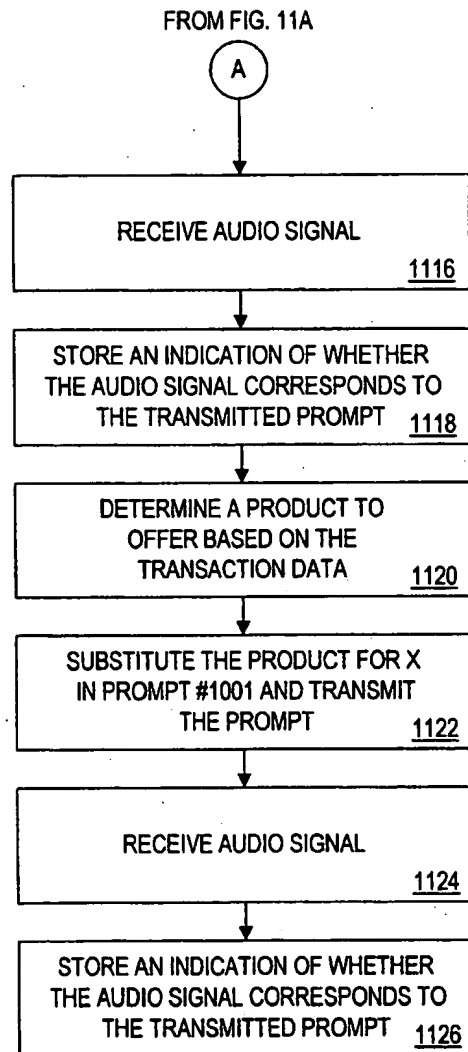 FROM FIG. 11A
A
RECEIVE AUDIO SIGNAL
1116
STORE AN INDICATION OF WHETHER
THE AUDIO SIGNAL CORRESPONDS TO
THE TRANSMITTED PROMPT
1118
DETERMINE A PRODUCT TO
OFFER BASED ON THE
TRANSACTION DATA
1120
SUBSTITUTE THE PRODUCT FOR X
IN PROMPT #1001 AND TRANSMIT
THE PROMPT
1122
RECEIVE AUDIO SIGNAL
1124
STORE AN INDICATION OF WHETHER
THE AUDIO SIGNAL CORRESPONDS TO
THE TRANSMITTED PROMPT
1126